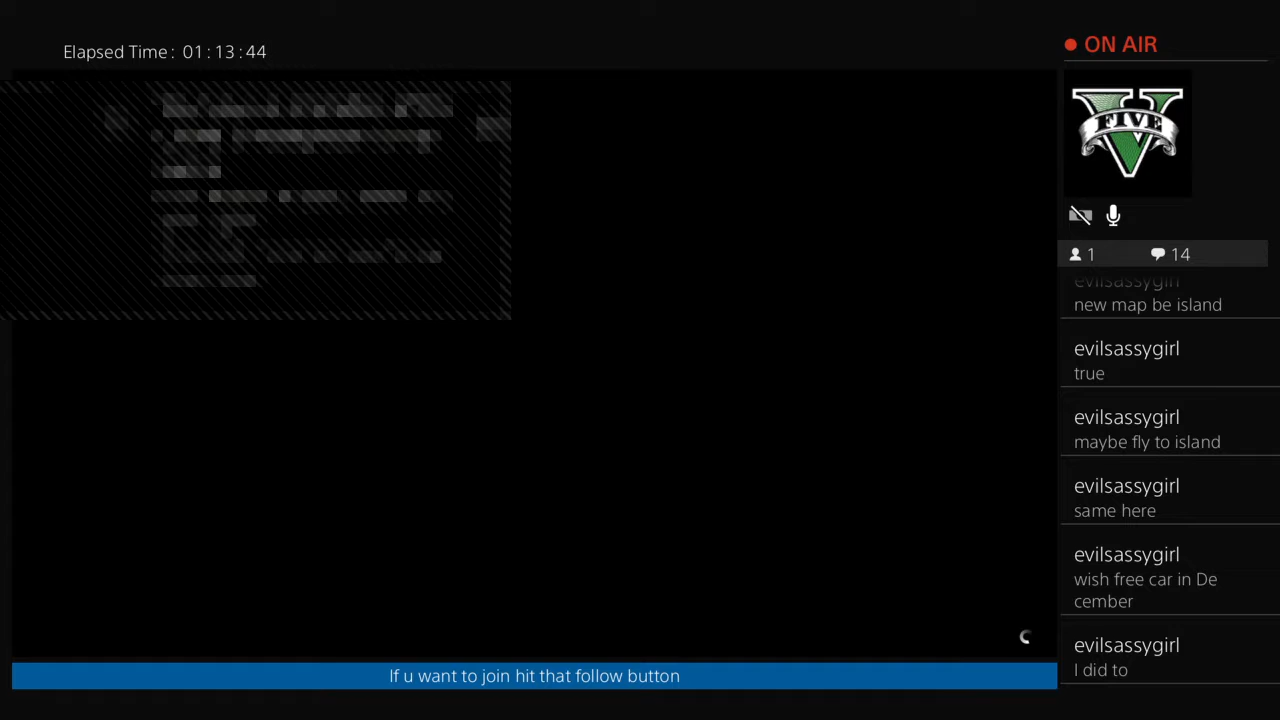 Elapsed Time: 01:13:44
ON AIR
FIVE
1 14
evilsassygirl
new map be island
evilsassygirl
true
evilsassygirl
maybe fly to island
evilsassygirl
same here
evilsassygirl
wish free car in De
cember
evilsassygirl
I did to
If u want to join hit that follow button